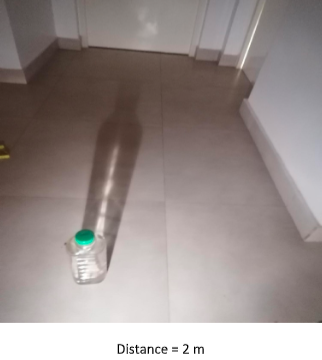 Distance = 2 m